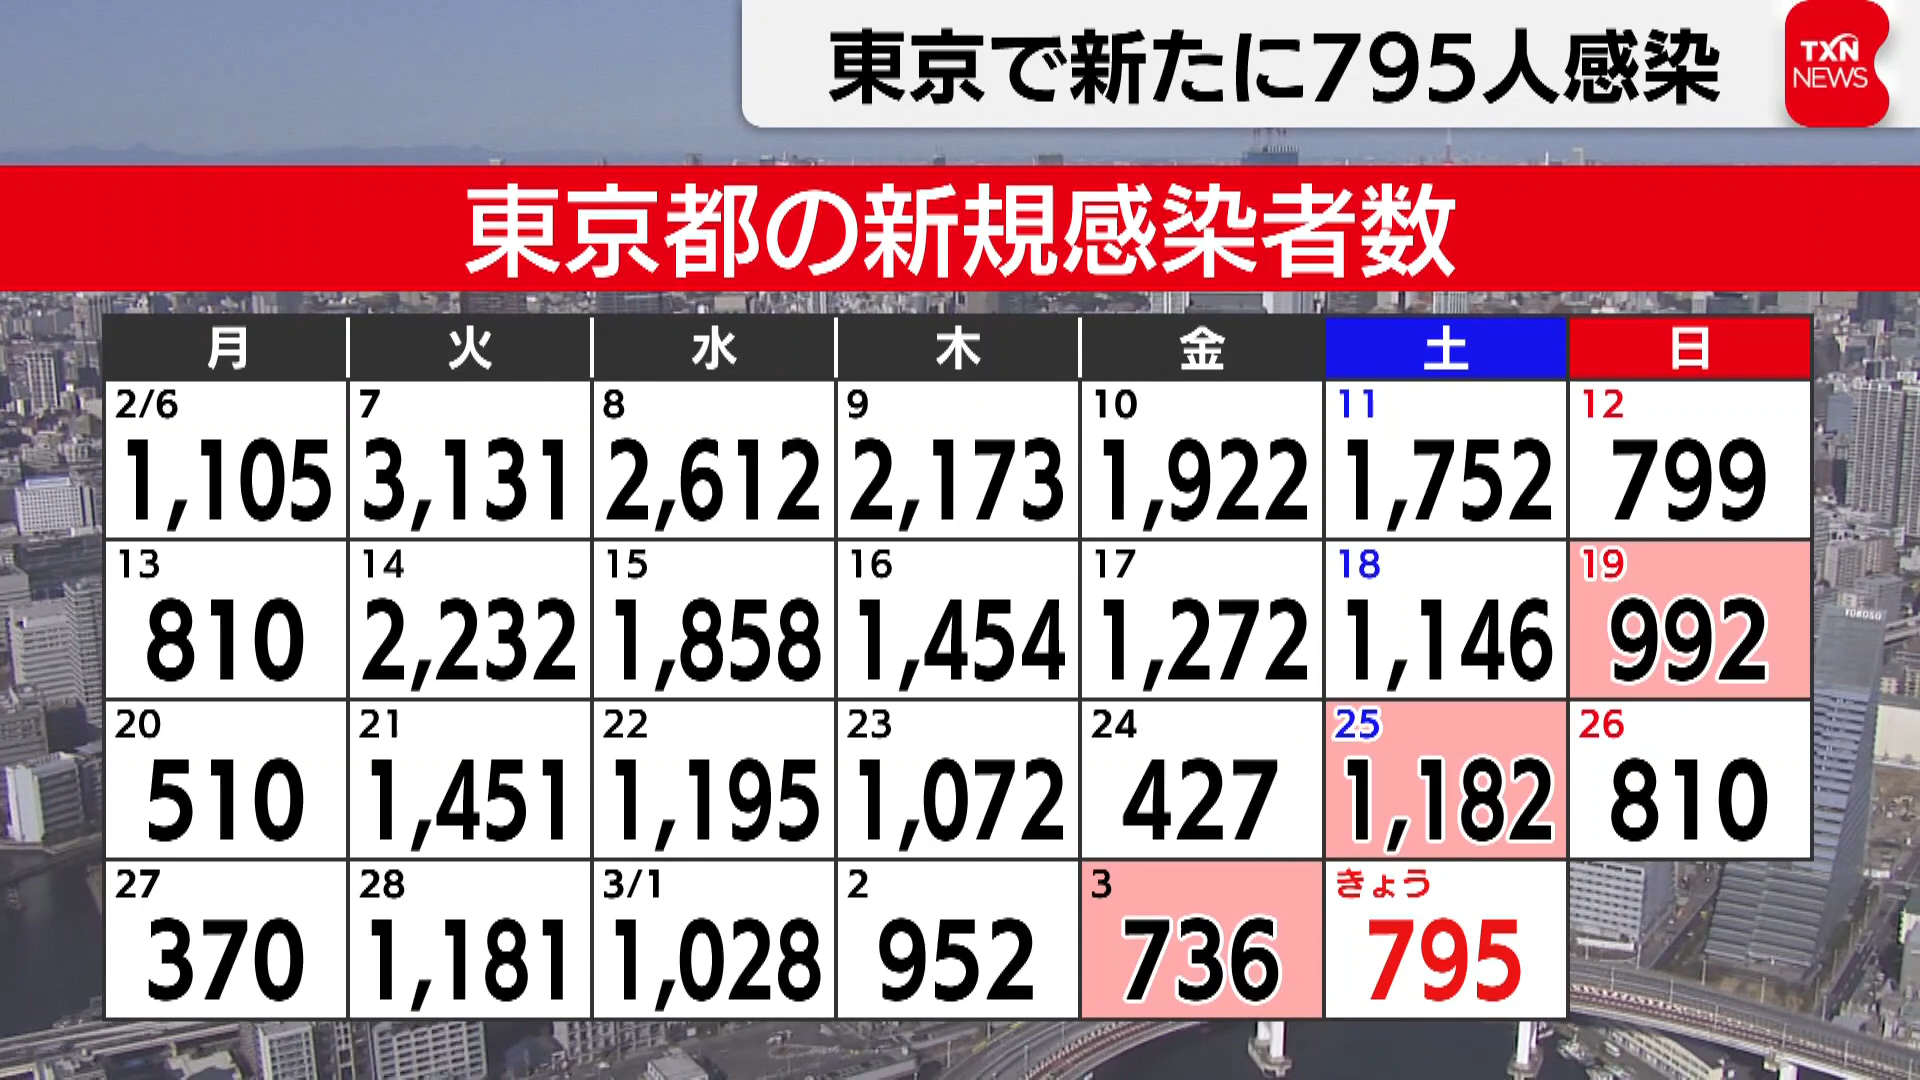 東京で新たに795人感染
TXN
NEWS
東京都の新規感染者数
月 火 水 木 金 土 日
2/6 7 8 9 10 11 12
1,105 3,131 2,612 2,173 1,922 1,752 799
13 14 15 16 17 18 19
810 2,232 1,858 1,454 1,272 1,146 992
20 21 22 23 24 25 26
510 1,451 1,195 1,072 427 1,182 810
27 28 3/1 2 3 きょう
370 1,181 1,028 952 736 795
YOKOSO